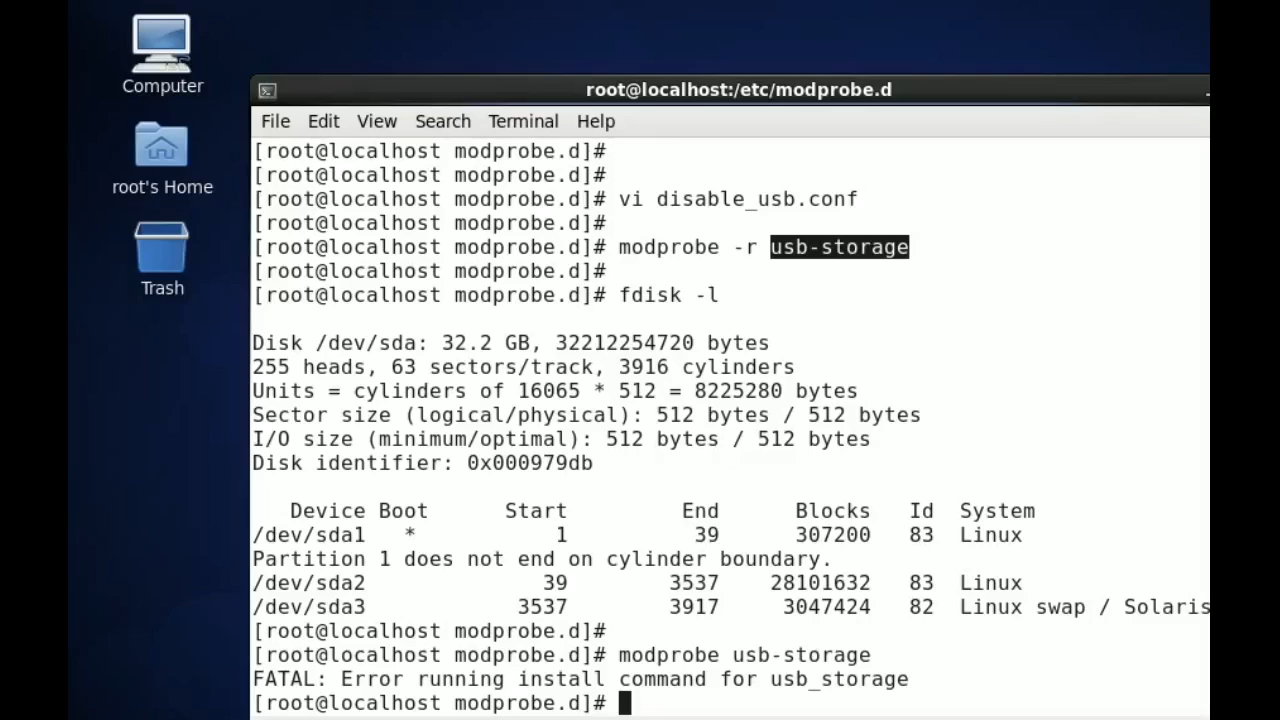 Computer
root's Home
Trash
root@localhost:/etc/modprobe.d
File Edit View Search Terminal Help
[root@localhost modprobe.d]#
[root@localhost modprobe.d]#
[root@localhost modprobe.d]# vi disable_usb.conf
[root@localhost modprobe.d]#
[root@localhost modprobe.d]# modprobe -r usb-storage
[root@localhost modprobe.d]#
[root@localhost modprobe.d]# fdisk -l
Disk /dev/sda: 32.2 GB, 32212254720 bytes
255 heads, 63 sectors/track, 3916 cylinders
Units = cylinders of 16065 * 512 = 8225280 bytes
Sector size (logical/physical): 512 bytes / 512 bytes
I/O size (minimum/optimal): 512 bytes / 512 bytes
Disk identifier: 0x000979db
Device Boot Start End Blocks Id System
/dev/sda1 * 1 39 307200 83 Linux
Partition 1 does not end on cylinder boundary.
/dev/sda2 39 3537 28101632 83 Linux
/dev/sda3 3537 3917 3047424 82 Linux swap / Solaris
[root@localhost modprobe.d]#
[root@localhost modprobe.d]# modprobe usb-storage
FATAL: Error running install command for usb_storage
[root@localhost modprobe.d]#